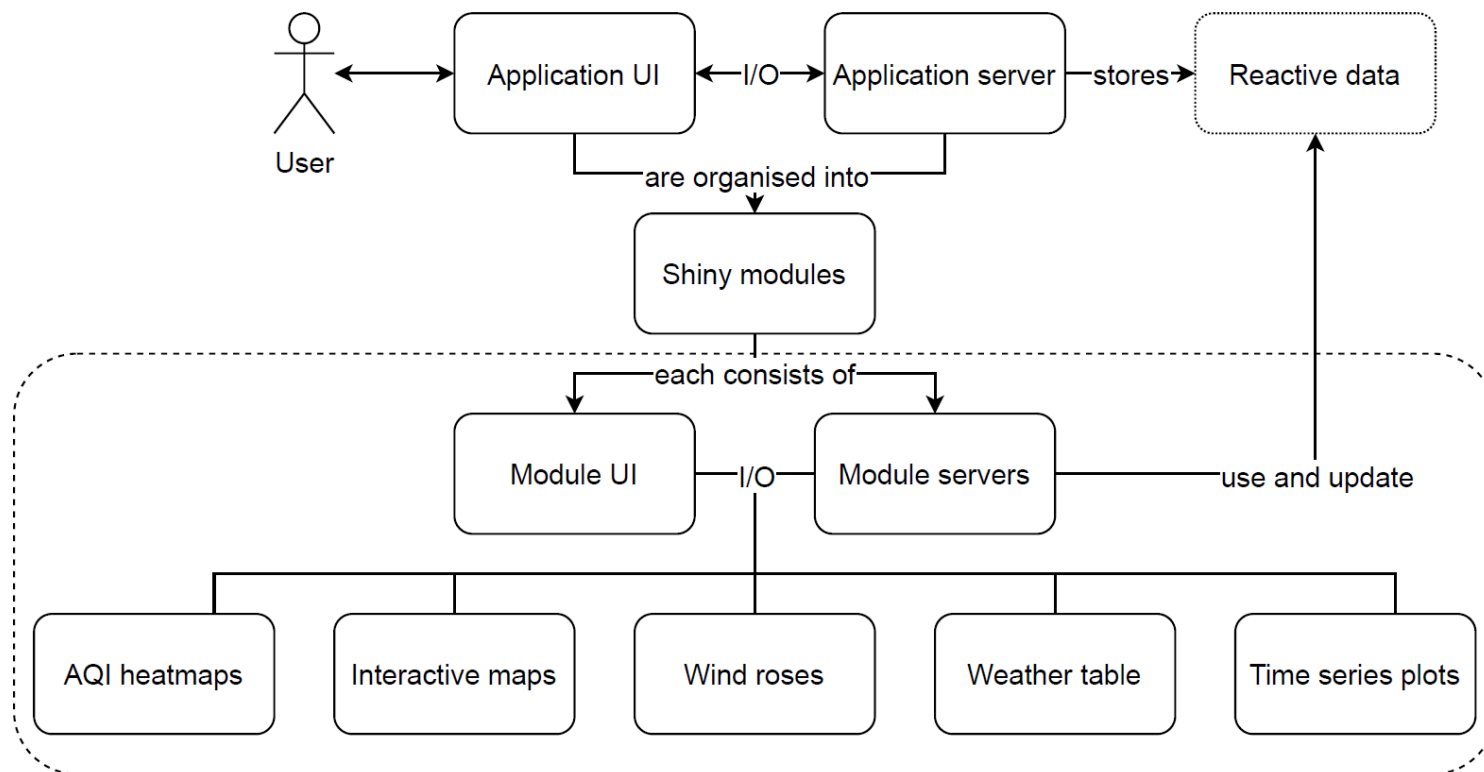 Application UI
I/O
Application server
stores
Reactive data
User
are organised into
Shiny modules
each consists of
Module UI
I/O
Module servers
use and update
AQI heatmaps
Interactive maps
Wind roses
Weather table
Time series plots